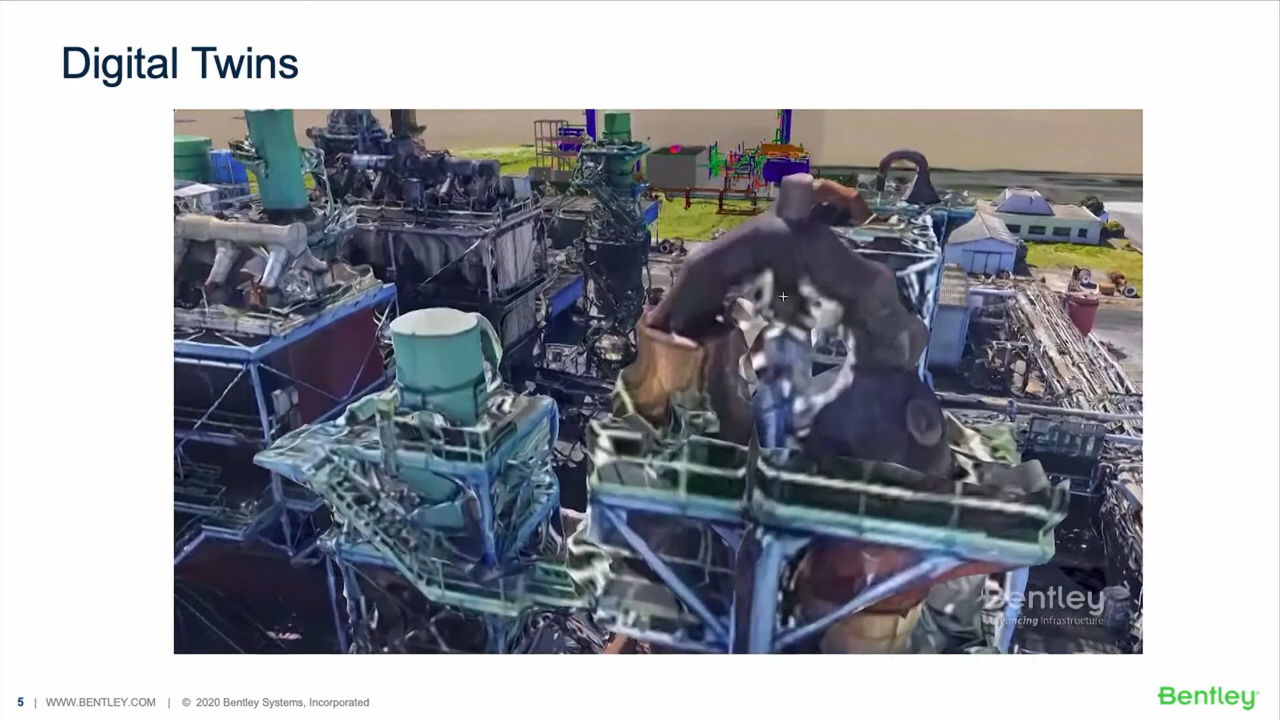 Digital Twins
Bentley
Advancing Infrastructure
5 | WWW.BENTLEY.COM | © 2020 Bentley Systems, Incorporated
Bentley